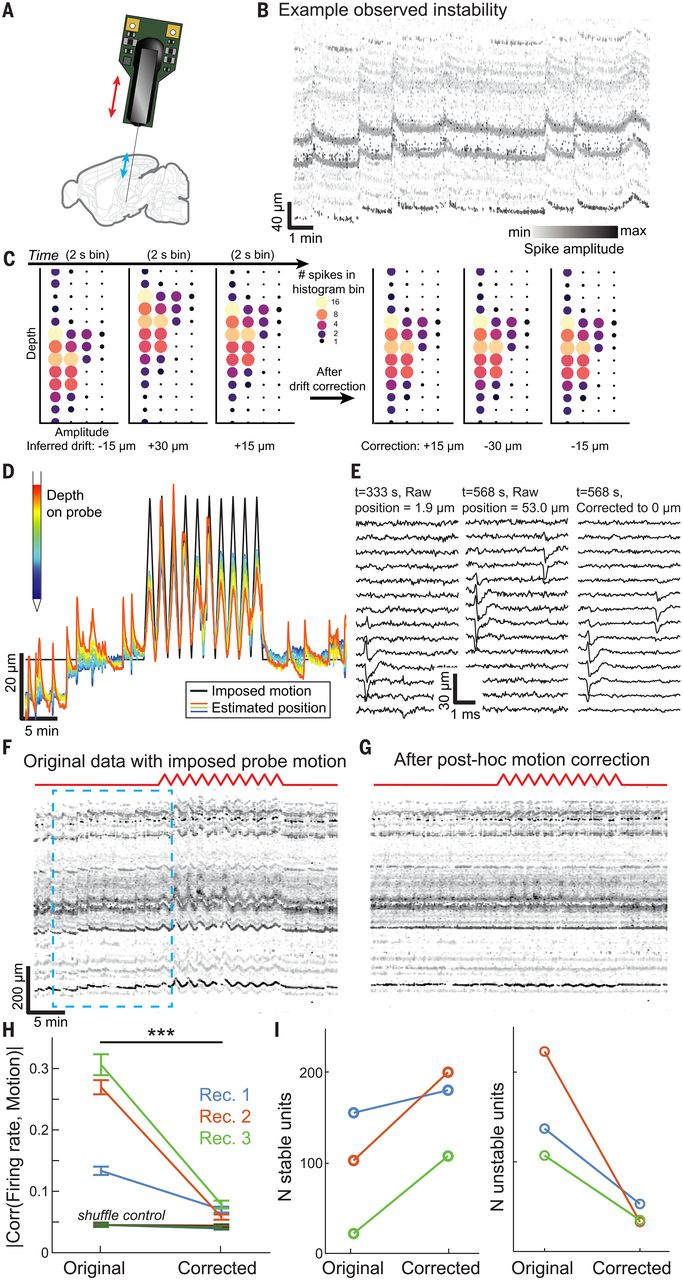 A
B Example observed instability
40 μm
1 min
min max
Spike amplitude
C Time (2 s bin) (2 s bin) (2 s bin)
# spikes in
histogram bin
16
8
4
2
1
Depth
After
drift correction
Amplitude
Inferred drift: -15 μm +30 μm +15 μm
Correction: +15 μm -30 μm -15 μm
D
Depth
on probe
20 μm
5 min
Imposed motion
Estimated position
E
t=333 s, Raw
position = 1.9 μm
t=568 s, Raw
position = 53.0 μm
t=568 s,
Corrected to 0 μm
30 μm
1 ms
F Original data with imposed probe motion
200 μm
5 min
G After post-hoc motion correction
H
***
|Corr(Firing rate, Motion)|
0.3
0.2
0.1
0
Rec. 1
Rec. 2
Rec. 3
shuffle control
Original Corrected
I
N stable units
200
100
0
Original Corrected
N unstable units
Original Corrected